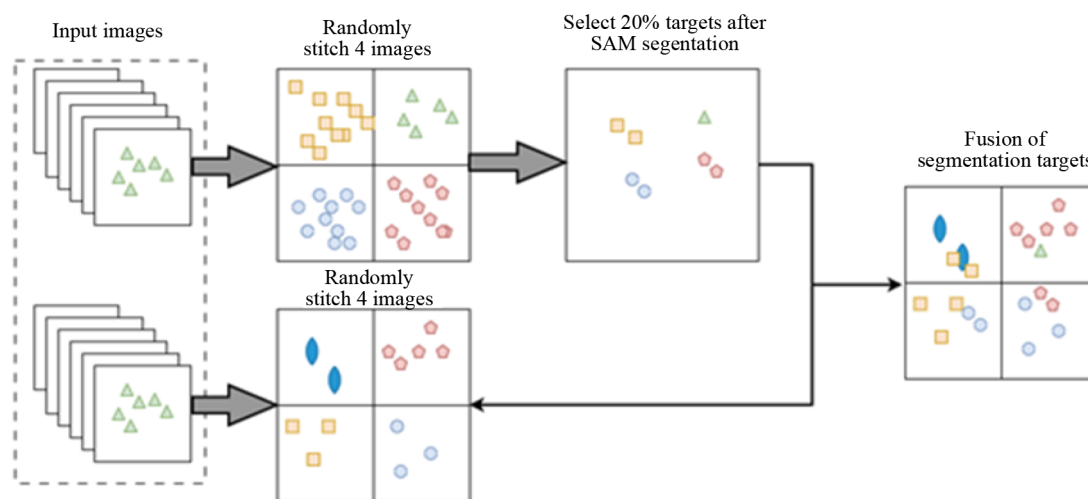 Input images
Randomly
stitch 4 images
Select 20% targets after
SAM segentation
Fusion of
segmentation targets
Randomly
stitch 4 images